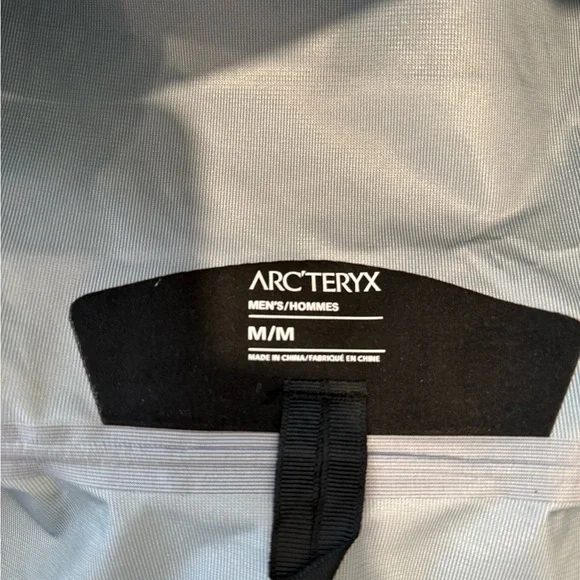 ARC'TERYX
MEN'S/HOMMES
M/M
MADE IN CHINA/FABRIQUÉ EN CHINE